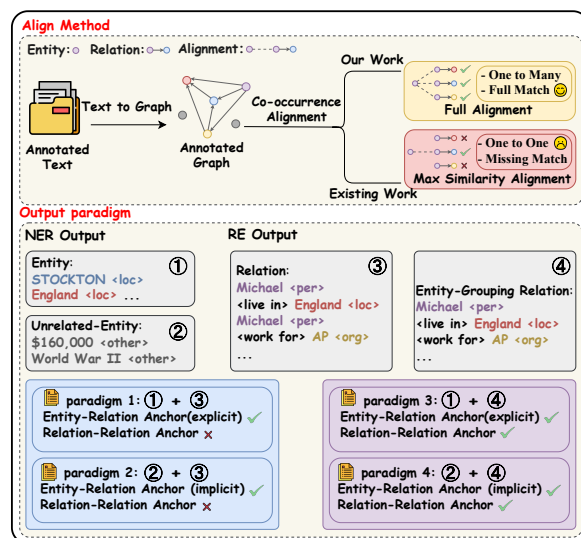 Align Method
Entity: Relation: Alignment:
Our Work
- One to Many
- Full Match
Full Alignment
Text to Graph
Co-occurrence
Alignment
Annotated
Text
Annotated
Graph
- One to One
- Missing Match
Max Similarity Alignment
Existing Work
Output paradigm
NER Output
RE Output
Entity: ①
STOCKTON <loc>
England <loc> ...
Unrelated-Entity: ②
$160,000 <other>
World War II <other>
③
Relation:
Michael <per>
<live in> England <loc>
Michael <per>
<work for> AP <org>
...
④
Entity-Grouping Relation:
Michael <per>
<live in> England <loc>
<work for> AP <org>
...
paradigm 1: ① + ③
Entity-Relation Anchor(explicit) ✓
Relation-Relation Anchor ×
paradigm 2: ② + ③
Entity-Relation Anchor (implicit) ✓
Relation-Relation Anchor ×
paradigm 3: ① + ④
Entity-Relation Anchor(explicit) ✓
Relation-Relation Anchor ✓
paradigm 4: ② + ④
Entity-Relation Anchor (implicit) ✓
Relation-Relation Anchor ✓